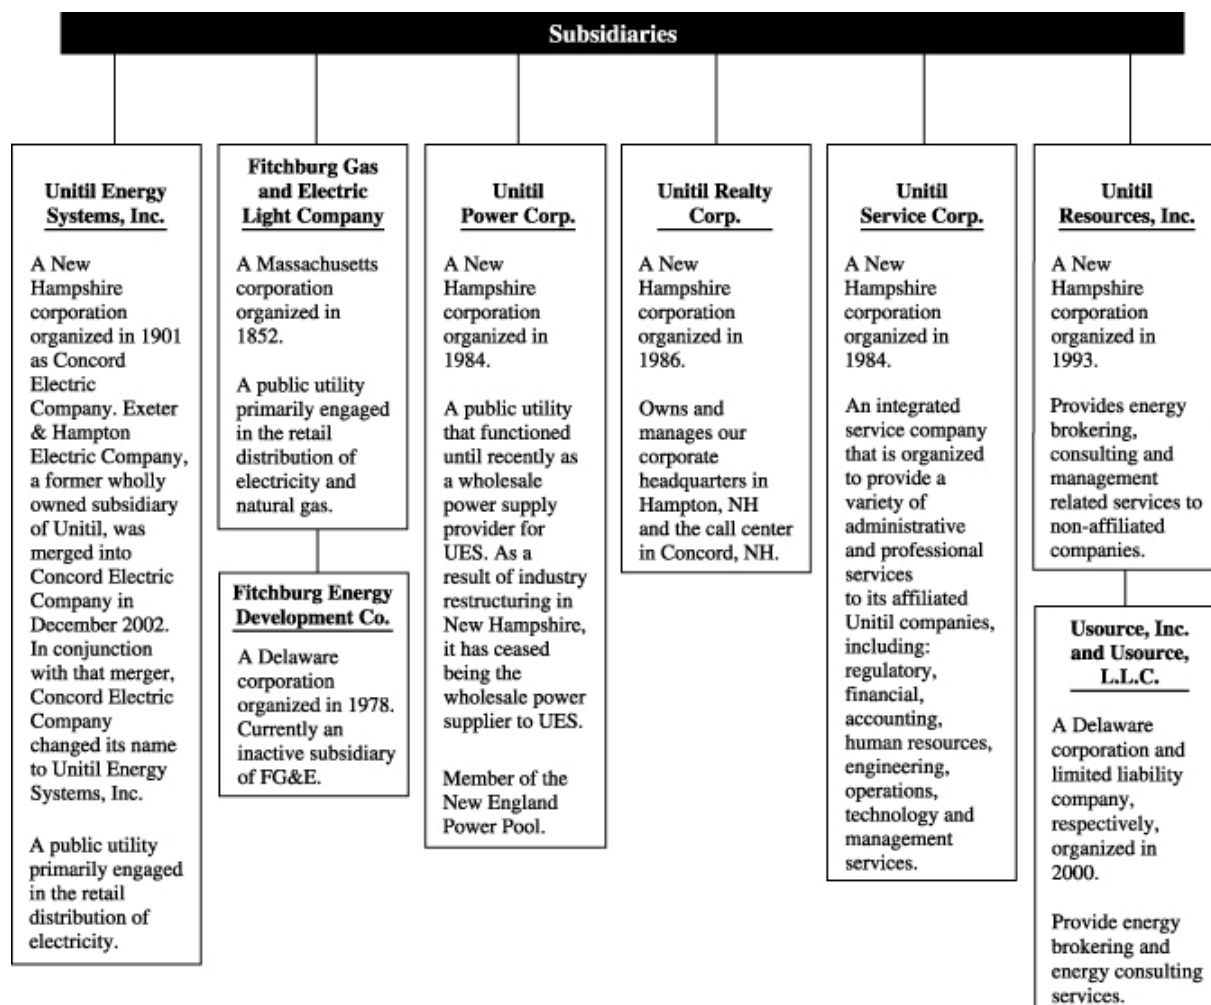 Subsidiaries
Unitil Energy
Systems, Inc.
A New
Hampshire
corporation
organized in 1901
as Concord
Electric
Company. Exeter
& Hampton
Electric Company,
a former wholly
owned subsidiary
of Unitil, was
merged into
Concord Electric
Company in
December 2002.
In conjunction
with that merger,
Concord Electric
Company
changed its name
to Unitil Energy
Systems, Inc.
A public utility
primarily engaged
in the retail
distribution of
electricity.
Fitchburg Gas
and Electric
Light Company
A Massachusetts
corporation
organized in
1852.
A public utility
primarily engaged
in the retail
distribution of
electricity and
natural gas.
Fitchburg Energy
Development Co.
A Delaware
corporation
organized in 1978.
Currently an
inactive subsidiary
of FG&E.
Unitil
Power Corp.
A New
Hampshire
corporation
organized in
1984.
A public utility
that functioned
until recently as
a wholesale
power supply
provider for
UES. As a
result of industry
restructuring in
New Hampshire,
it has ceased
being the
wholesale power
supplier to UES.
Member of the
New England
Power Pool.
Unitil Realty
Corp.
A New
Hampshire
corporation
organized in
1986.
Owns and
manages our
corporate
headquarters in
Hampton, NH
and the call center
in Concord, NH.
Unitil
Service Corp.
A New
Hampshire
corporation
organized in
1984.
An integrated
service company
that is organized
to provide a
variety of
administrative
and professional
services
to its affiliated
Unitil companies,
including:
regulatory,
financial,
accounting,
human resources,
engineering,
operations,
technology and
management
services.
Unitil
Resources, Inc.
A New
Hampshire
corporation
organized in
1993.
Provides energy
brokering,
consulting and
management
related services to
non-affiliated
companies.
Usource, Inc.
and Usource,
L.L.C.
A Delaware
corporation and
limited liability
company,
respectively,
organized in
2000.
Provide energy
brokering and
energy consulting
services.